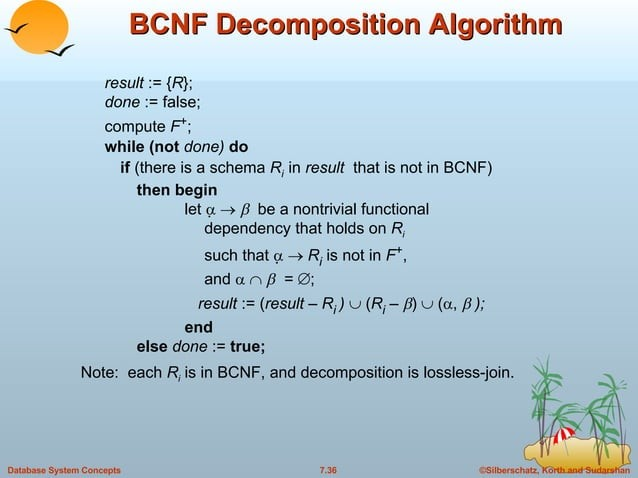 BCNF Decomposition Algorithm
result := {R};
done := false;
compute F+;
while (not done) do
if (there is a schema Ri in result that is not in BCNF)
then begin
let α → β be a nontrivial functional
dependency that holds on Ri
such that α → Ri is not in F+,
and α ∩ β = ∅;
result := (result – Ri ) ∪ (Ri – β) ∪ (α, β );
end
else done := true;
Note: each Ri is in BCNF, and decomposition is lossless-join.
Database System Concepts 7.36 ©Silberschatz, Korth and Sudarshan